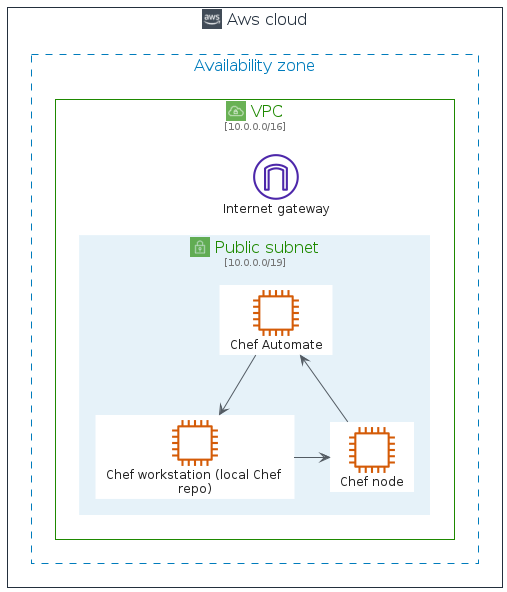 aws Aws cloud
Availability zone
VPC
[10.0.0.0/16]
Internet gateway
Public subnet
[10.0.0.0/19]
Chef Automate
Chef workstation (local Chef
repo)
Chef node